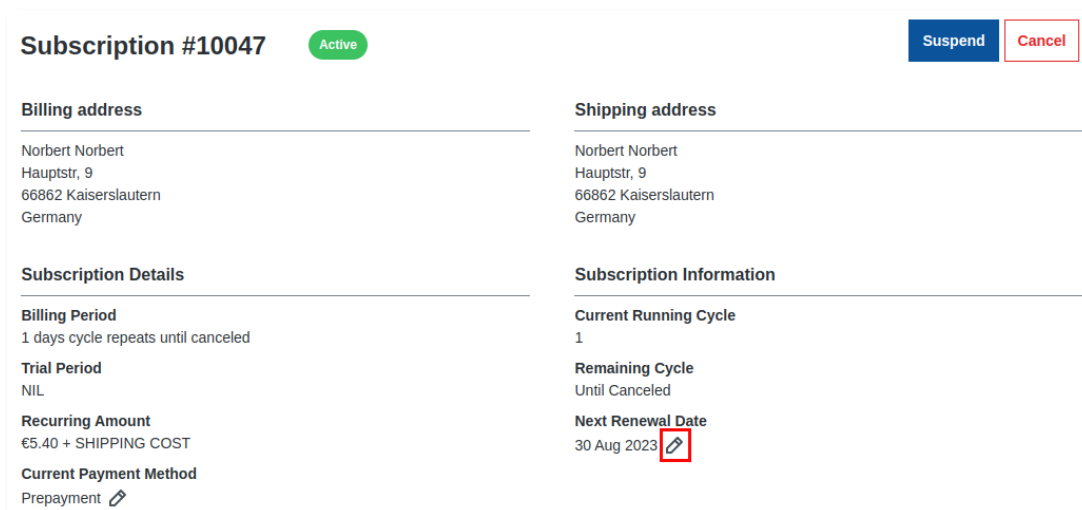 Subscription #10047
Active
Suspend
Cancel
Billing address
Norbert Norbert
Hauptstr, 9
66862 Kaiserslautern
Germany
Shipping address
Norbert Norbert
Hauptstr, 9
66862 Kaiserslautern
Germany
Subscription Details
Billing Period
1 days cycle repeats until canceled
Trial Period
NIL
Recurring Amount
€5.40 + SHIPPING COST
Current Payment Method
Prepayment
Subscription Information
Current Running Cycle
1
Remaining Cycle
Until Canceled
Next Renewal Date
30 Aug 2023